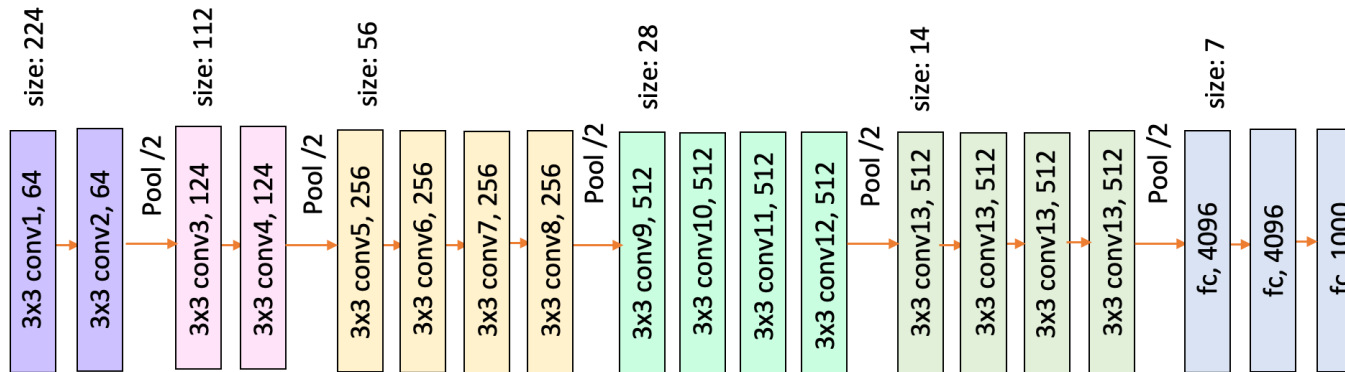 size: 224
3x3 conv1, 64
3x3 conv2, 64
Pool /2
size: 112
3x3 conv3, 124
3x3 conv4, 124
Pool /2
size: 56
3x3 conv5, 256
3x3 conv6, 256
3x3 conv7, 256
3x3 conv8, 256
Pool /2
size: 28
3x3 conv9, 512
3x3 conv10, 512
3x3 conv11, 512
3x3 conv12, 512
Pool /2
size: 14
3x3 conv13, 512
3x3 conv13, 512
3x3 conv13, 512
3x3 conv13, 512
Pool /2
size: 7
fc, 4096
fc, 4096
fc, 1000